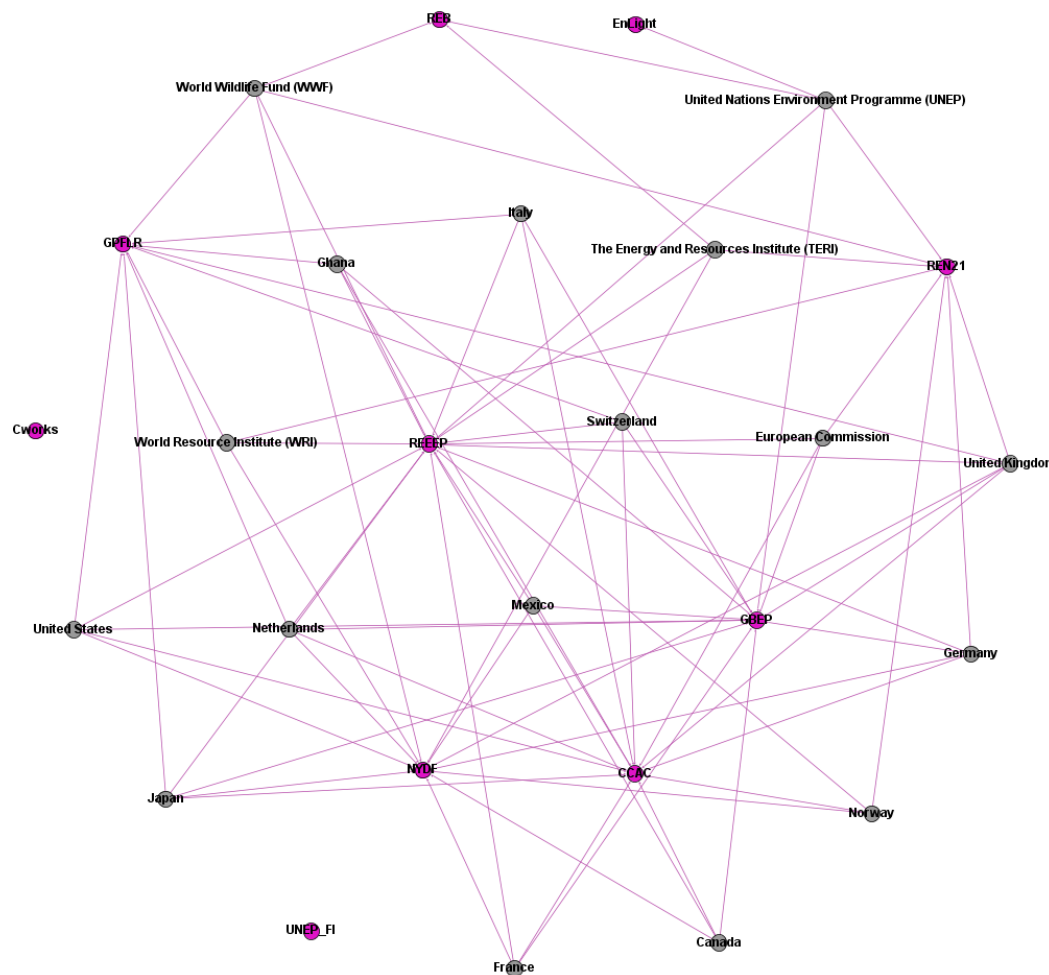 REB
EnLight
World Wildlife Fund (WWF)
United Nations Environment Programme (UNEP)
Italy
GPFLR
The Energy and Resources Institute (TERI)
Ghana
REN21
Switzerland
Cworks
European Commission
World Resource Institute (WRI)
REEEP
United Kingdom
Mexico
GBEP
United States
Netherlands
Germany
NYDF
CCAC
Japan
Norway
UNEP_FI
Canada
France